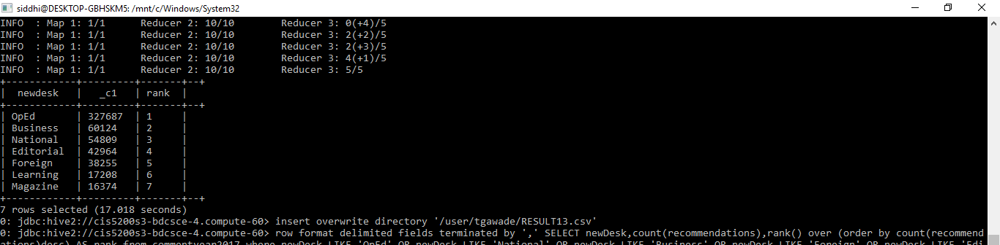 siddhi@DESKTOP-GBHSKM5: /mnt/c/Windows/System32
INFO  : Map 1: 1/1      Reducer 2: 10/10        Reducer 3: 0(+4)/5
INFO  : Map 1: 1/1      Reducer 2: 10/10        Reducer 3: 2(+2)/5
INFO  : Map 1: 1/1      Reducer 2: 10/10        Reducer 3: 2(+3)/5
INFO  : Map 1: 1/1      Reducer 2: 10/10        Reducer 3: 4(+1)/5
INFO  : Map 1: 1/1      Reducer 2: 10/10        Reducer 3: 5/5
+------------+---------+-------+--+
|  newdesk   |   _c1   | rank  |
+------------+---------+-------+--+
| OpEd       | 327687  | 1     |
| Business   | 60124   | 2     |
| National   | 54809   | 3     |
| Editorial  | 42964   | 4     |
| Foreign    | 38255   | 5     |
| Learning   | 17208   | 6     |
| Magazine   | 16374   | 7     |
+------------+---------+-------+--+
7 rows selected (17.018 seconds)
0: jdbc:hive2://cis5200s3-bdcsce-4.compute-60> insert overwrite directory '/user/tgawade/RESULT13.csv'
0: jdbc:hive2://cis5200s3-bdcsce-4.compute-60> row format delimited fields terminated by ',' SELECT newDesk,count(recommendations),rank() over (order by count(recommend
ations)desc) AS rank from commentyear2017 where newDesk LIKE 'OpEd' OR newDesk LIKE 'National' OR newDesk LIKE 'Business' OR newDesk LIKE 'Foreign' OR newDesk LIKE 'Edi